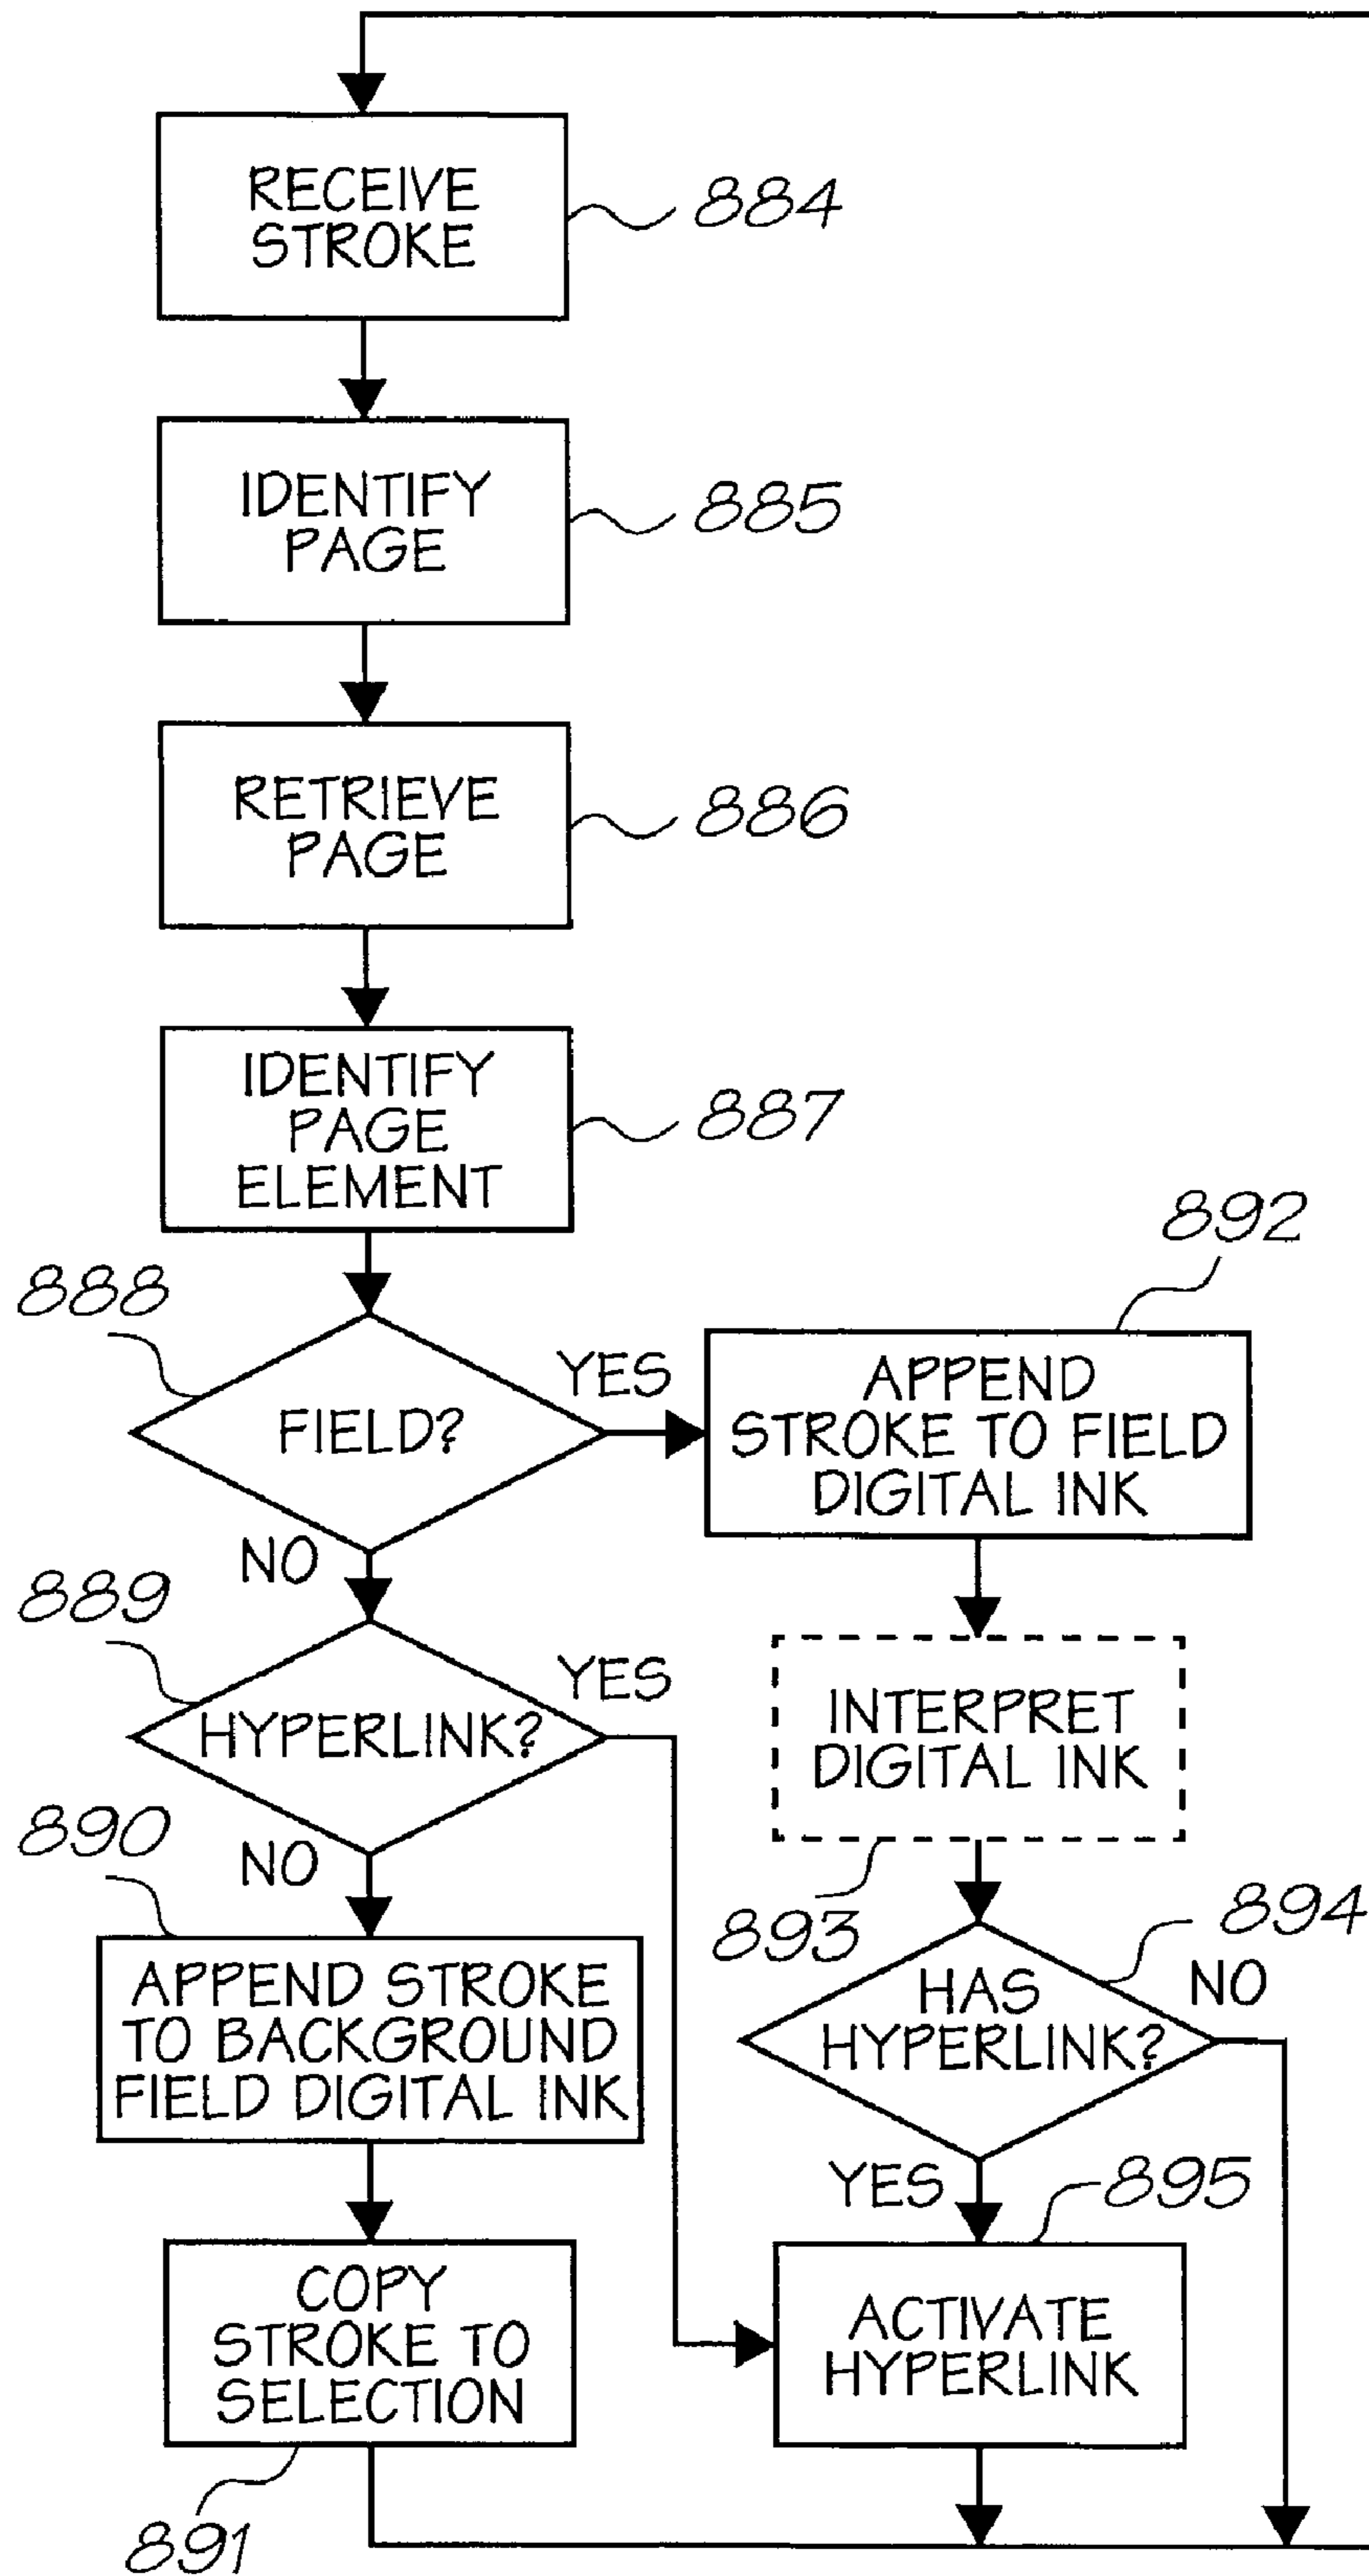 RECEIVE
STROKE
884
IDENTIFY
PAGE
885
RETRIEVE
PAGE
886
IDENTIFY
PAGE
ELEMENT
887
888
FIELD?
YES
NO
892
APPEND
STROKE TO FIELD
DIGITAL INK
889
HYPERLINK?
YES
NO
INTERPRET
DIGITAL INK
893
890
APPEND STROKE
TO BACKGROUND
FIELD DIGITAL INK
894
HAS
HYPERLINK?
NO
YES
895
COPY
STROKE TO
SELECTION
891
ACTIVATE
HYPERLINK